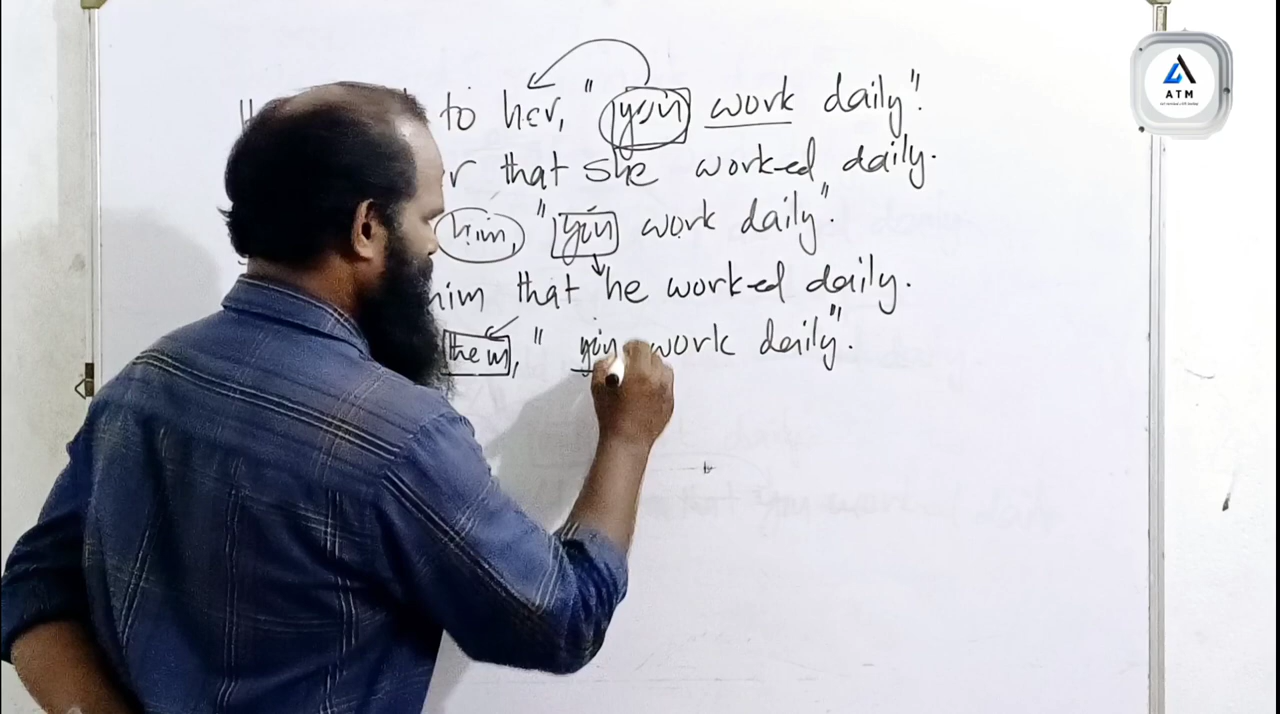 to her, "you work daily".
that she worked daily.
him, "you work daily".
him that he worked daily.
them, " you work daily".
ATM